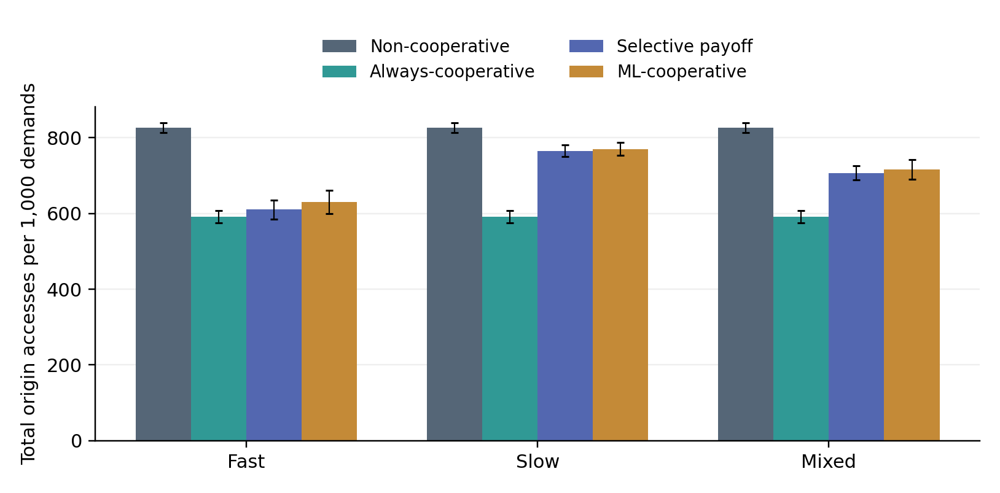 Non-cooperative
Always-cooperative
Selective payoff
ML-cooperative
Total origin accesses per 1,000 demands
800
600
400
200
0
Fast
Slow
Mixed